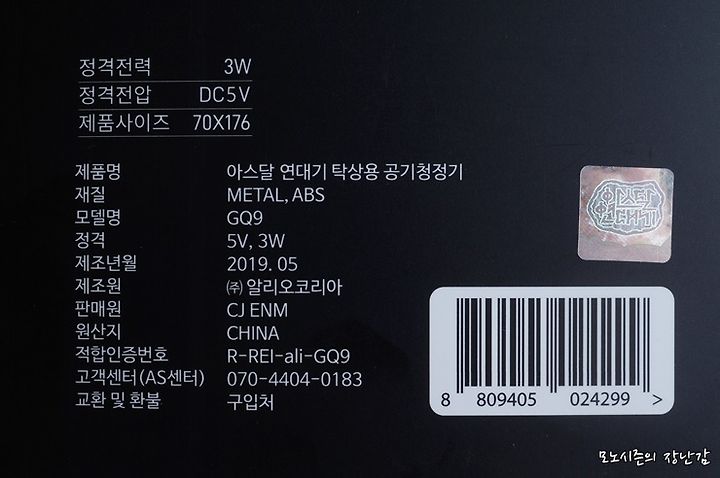 정격전력 3W
정격전압 DC5V
제품사이즈 70X176
제품명 아스달 연대기 탁상용 공기청정기
재질 METAL, ABS
모델명 GQ9
정격 5V, 3W
제조년월 2019. 05
제조원 ㈜ 알리오코리아
판매원 CJ ENM
원산지 CHINA
적합인증번호 R-REI-ali-GQ9
고객센터(AS센터) 070-4404-0183
교환 및 환불 구입처
아스달
연대기
8 809405 024299 >
모노시즌의 장난감